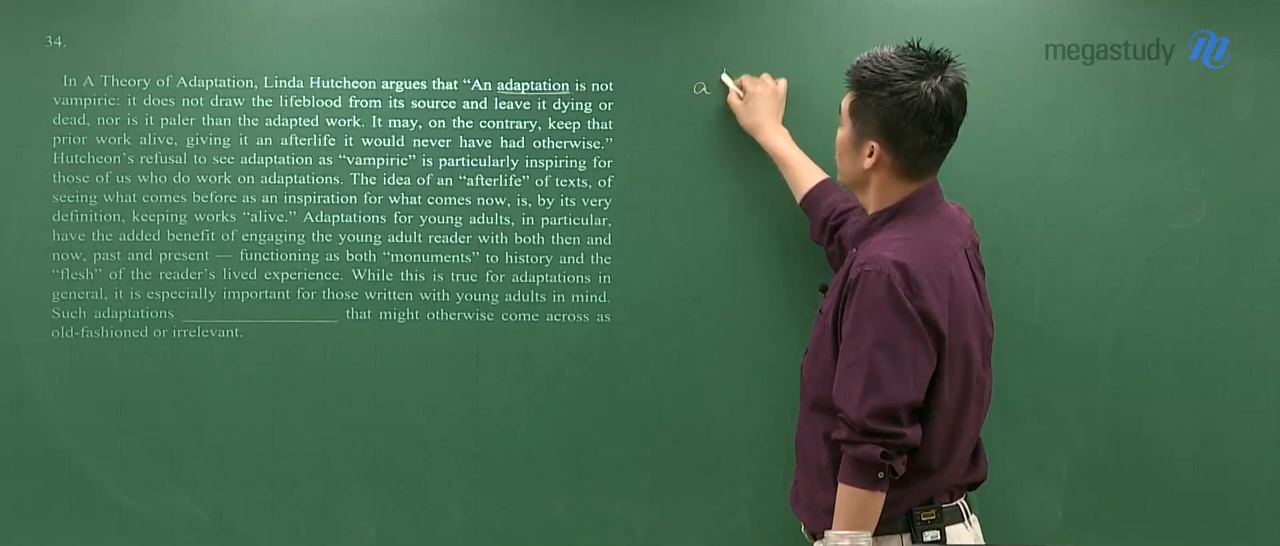 34.
megastudy
In A Theory of Adaptation, Linda Hutcheon argues that “An adaptation is not
vampiric: it does not draw the lifeblood from its source and leave it dying or
dead, nor is it paler than the adapted work. It may, on the contrary, keep that
prior work alive, giving it an afterlife it would never have had otherwise.”
Hutcheon’s refusal to see adaptation as “vampiric” is particularly inspiring for
those of us who do work on adaptations. The idea of an “afterlife” of texts, of
seeing what comes before as an inspiration for what comes now, is, by its very
definition, keeping works “alive.” Adaptations for young adults, in particular,
have the added benefit of engaging the young adult reader with both then and
now, past and present — functioning as both “monuments” to history and the
“flesh” of the reader’s lived experience. While this is true for adaptations in
general, it is especially important for those written with young adults in mind.
Such adaptations ____________________ that might otherwise come across as
old-fashioned or irrelevant.
a